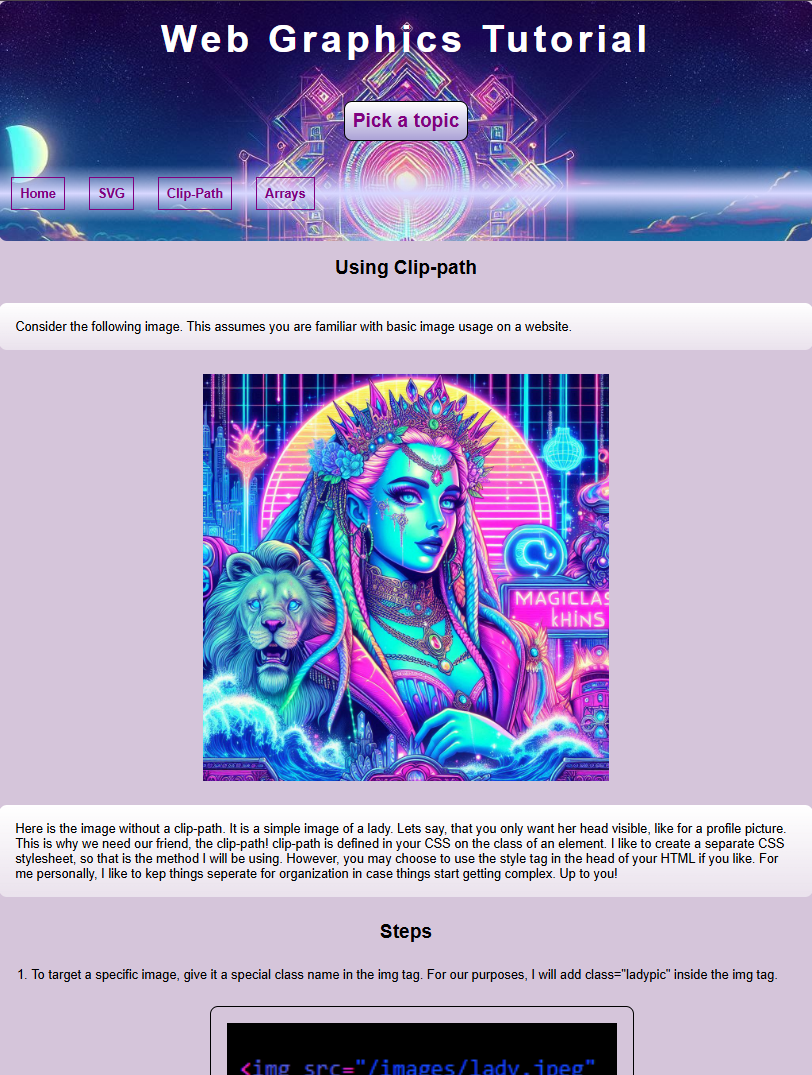 Web Graphics Tutorial
Pick a topic
Home SVG Clip-Path Arrays
Using Clip-path
Consider the following image. This assumes you are familiar with basic image usage on a website.
MAGICLAS
kHINS
Here is the image without a clip-path. It is a simple image of a lady. Lets say, that you only want her head visible, like for a profile picture.
This is why we need our friend, the clip-path! clip-path is defined in your CSS on the class of an element. I like to create a separate CSS
stylesheet, so that is the method I will be using. However, you may choose to use the style tag in the head of your HTML if you like. For
me personally, I like to kep things seperate for organization in case things start getting complex. Up to you!
Steps
1. To target a specific image, give it a special class name in the img tag. For our purposes, I will add class="ladypic" inside the img tag.
<img src="/images/lady.jpeg"